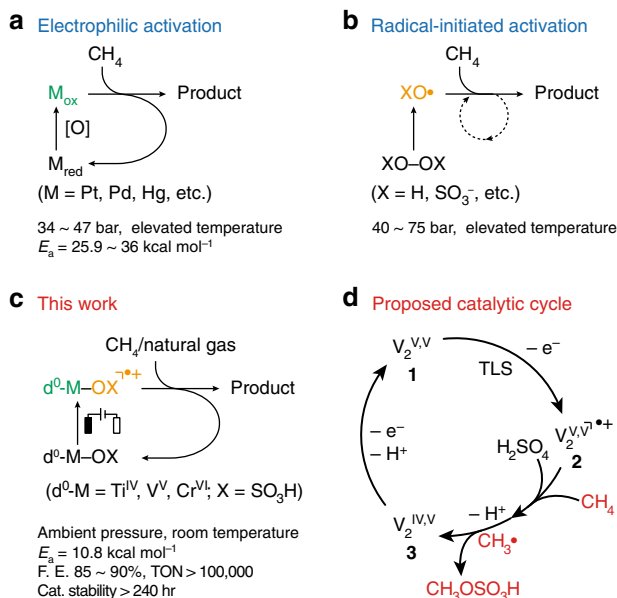 a Electrophilic activation
CH₄
M_ox
Product
[O]
M_red
(M = Pt, Pd, Hg, etc.)
34 ~ 47 bar, elevated temperature
Eₐ = 25.9 ~ 36 kcal mol⁻¹
b Radical-initiated activation
CH₄
XO•
Product
XO–OX
(X = H, SO₃⁻, etc.)
40 ~ 75 bar, elevated temperature
c This work
CH₄/natural gas
d⁰-M–OX ⌝•+
Product
d⁰-M–OX
(d⁰-M = Tiᴵⱽ, Vⱽ, Crⱽᴵ; X = SO₃H)
Ambient pressure, room temperature
Eₐ = 10.8 kcal mol⁻¹
F. E. 85 ~ 90%, TON > 100,000
Cat. stability > 240 hr
d Proposed catalytic cycle
V₂ⱽ,ⱽ
1
– e⁻
TLS
V₂ⱽ,ⱽ ⌝•+
2
H₂SO₄
CH₄
– H⁺
CH₃•
CH₃OSO₃H
V₂ᴵⱽ,ⱽ
3
– e⁻
– H⁺